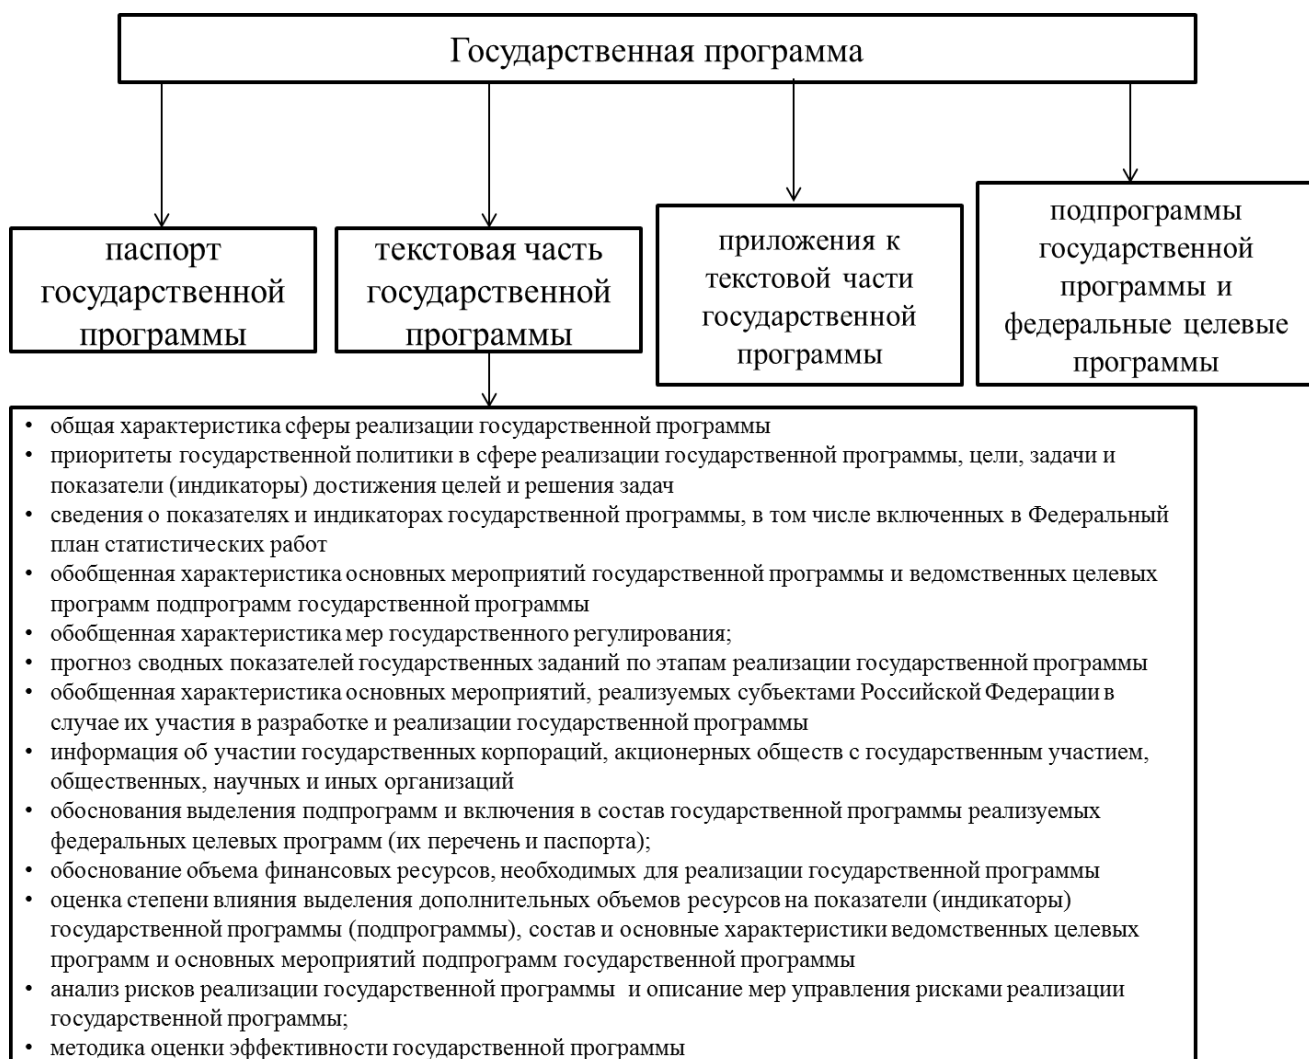 Государственная программа
паспорт
государственной
программы
текстовая часть
государственной
программы
приложения к
текстовой части
государственной
программы
подпрограммы
государственной
программы и
федеральные целевые
программы
• общая характеристика сферы реализации государственной программы
• приоритеты государственной политики в сфере реализации государственной программы, цели, задачи и
показатели (индикаторы) достижения целей и решения задач
• сведения о показателях и индикаторах государственной программы, в том числе включенных в Федеральный
план статистических работ
• обобщенная характеристика основных мероприятий государственной программы и ведомственных целевых
программ подпрограмм государственной программы
• обобщенная характеристика мер государственного регулирования;
• прогноз сводных показателей государственных заданий по этапам реализации государственной программы
• обобщенная характеристика основных мероприятий, реализуемых субъектами Российской Федерации в
случае их участия в разработке и реализации государственной программы
• информация об участии государственных корпораций, акционерных обществ с государственным участием,
общественных, научных и иных организаций
• обоснования выделения подпрограмм и включения в состав государственной программы реализуемых
федеральных целевых программ (их перечень и паспорта);
• обоснование объема финансовых ресурсов, необходимых для реализации государственной программы
• оценка степени влияния выделения дополнительных объемов ресурсов на показатели (индикаторы)
государственной программы (подпрограммы), состав и основные характеристики ведомственных целевых
программ и основных мероприятий подпрограмм государственной программы
• анализ рисков реализации государственной программы и описание мер управления рисками реализации
государственной программы;
• методика оценки эффективности государственной программы